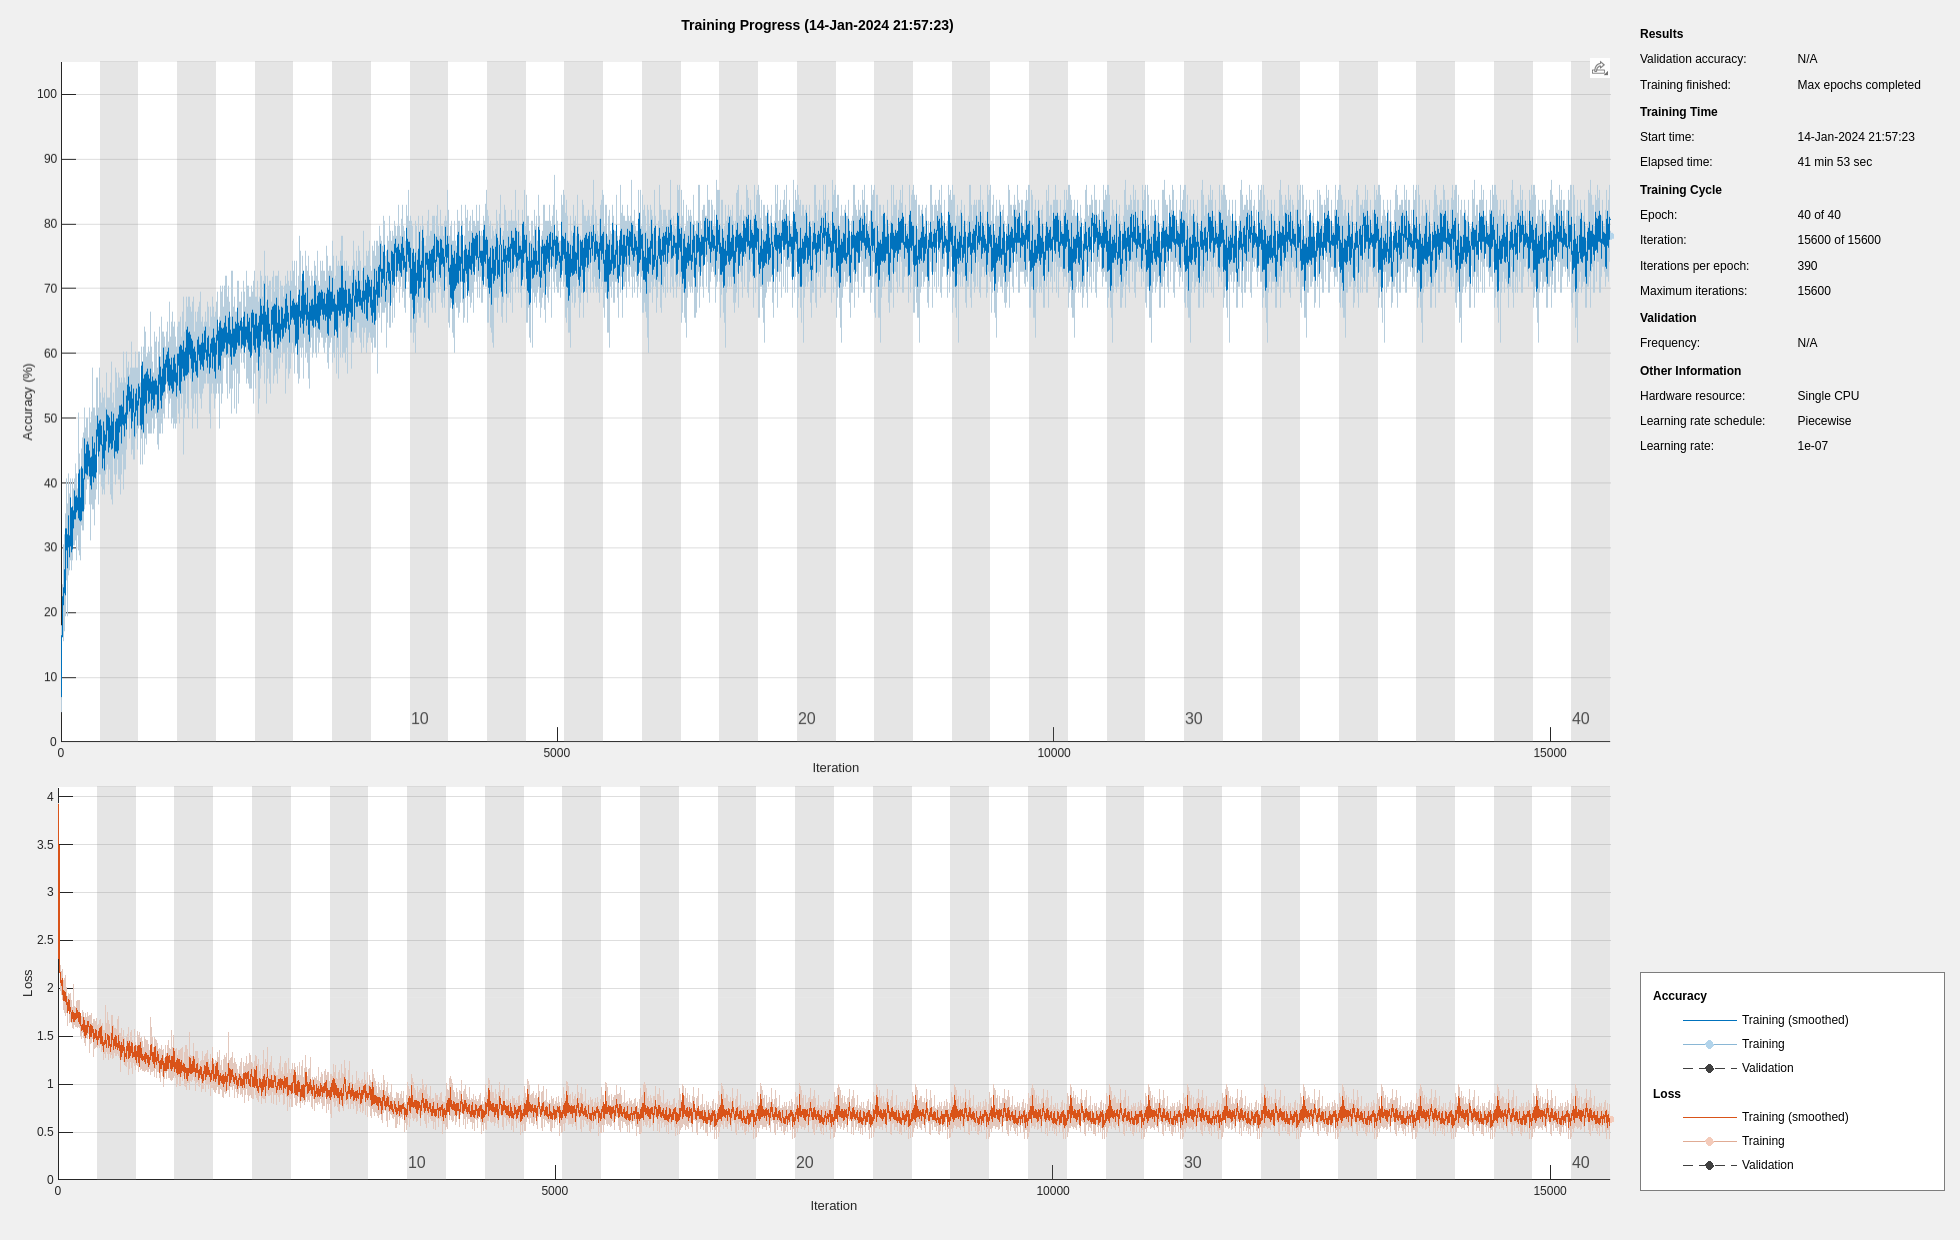 Training Progress (14-Jan-2024 21:57:23)
100
90
80
70
60
50
40
30
20
10
0
Accuracy (%)
10
20
30
40
0
5000
10000
15000
Iteration
4
3.5
3
2.5
2
1.5
1
0.5
0
Loss
10
20
30
40
0
5000
10000
15000
Iteration
Results
Validation accuracy: N/A
Training finished: Max epochs completed
Training Time
Start time: 14-Jan-2024 21:57:23
Elapsed time: 41 min 53 sec
Training Cycle
Epoch: 40 of 40
Iteration: 15600 of 15600
Iterations per epoch: 390
Maximum iterations: 15600
Validation
Frequency: N/A
Other Information
Hardware resource: Single CPU
Learning rate schedule: Piecewise
Learning rate: 1e-07
Accuracy
Training (smoothed)
Training
Validation
Loss
Training (smoothed)
Training
Validation